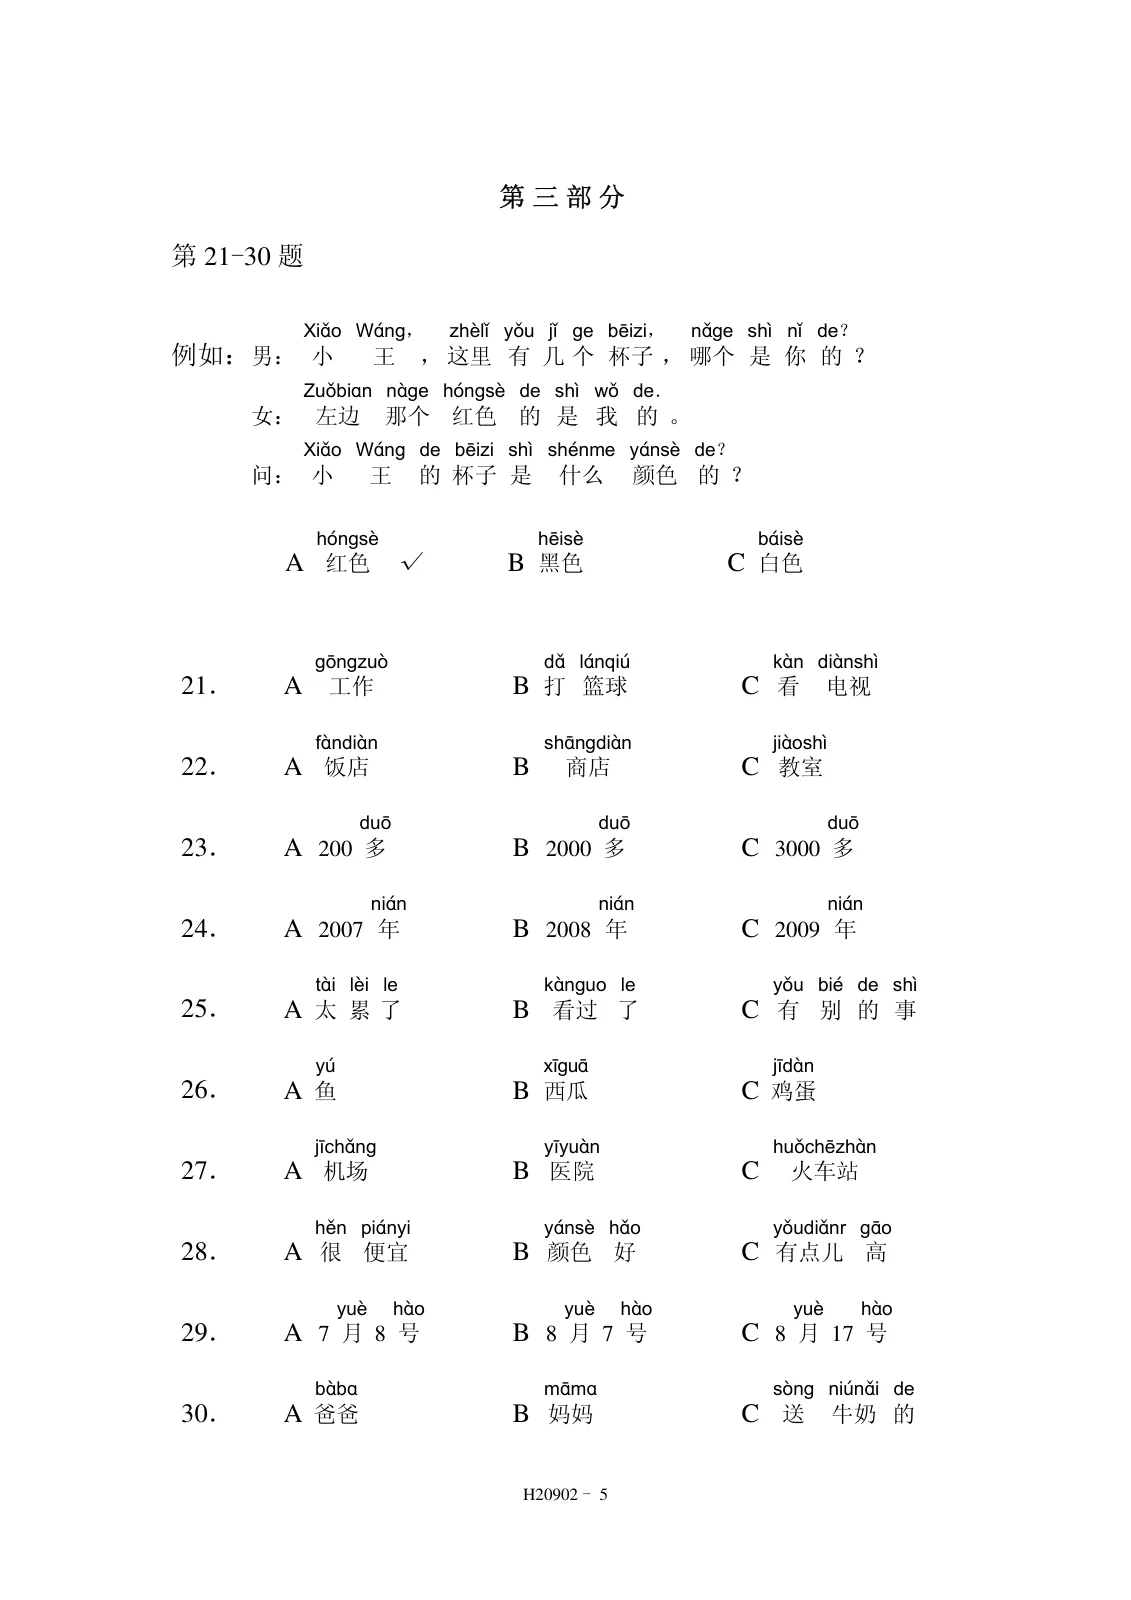 第三部分
第 21-30 题
Xiǎo Wáng， zhèlǐ yǒu jǐ ge bēizi， nǎge shì nǐ de？
例如：男：小 王 ，这里 有 几 个 杯子 ，哪个 是 你 的 ？
Zuǒbian nàge hóngsè de shì wǒ de．
女：左边 那个 红色 的 是 我 的 。
Xiǎo Wáng de bēizi shì shénme yánsè de？
问：小 王 的 杯子 是 什么 颜色 的 ？
hóngsè hēisè báisè
A 红色 √ B 黑色 C 白色
gōngzuò dǎ lánqiú kàn diànshì
21． A 工作 B 打 篮球 C 看 电视
fàndiàn shāngdiàn jiàoshì
22． A 饭店 B 商店 C 教室
duō duō duō
23． A 200 多 B 2000 多 C 3000 多
nián nián nián
24． A 2007 年 B 2008 年 C 2009 年
tài lèi le kànguo le yǒu bié de shì
25． A 太 累 了 B 看过 了 C 有 别 的 事
yú xīguā jīdàn
26． A 鱼 B 西瓜 C 鸡蛋
jīchǎng yīyuàn huǒchēzhàn
27． A 机场 B 医院 C 火车站
hěn piányi yánsè hǎo yǒudiǎnr gāo
28． A 很 便宜 B 颜色 好 C 有点儿 高
yuè hào yuè hào yuè hào
29． A 7 月 8 号 B 8 月 7 号 C 8 月 17 号
bàba māma sòng niúnǎi de
30． A 爸爸 B 妈妈 C 送 牛奶 的
H20902－ 5